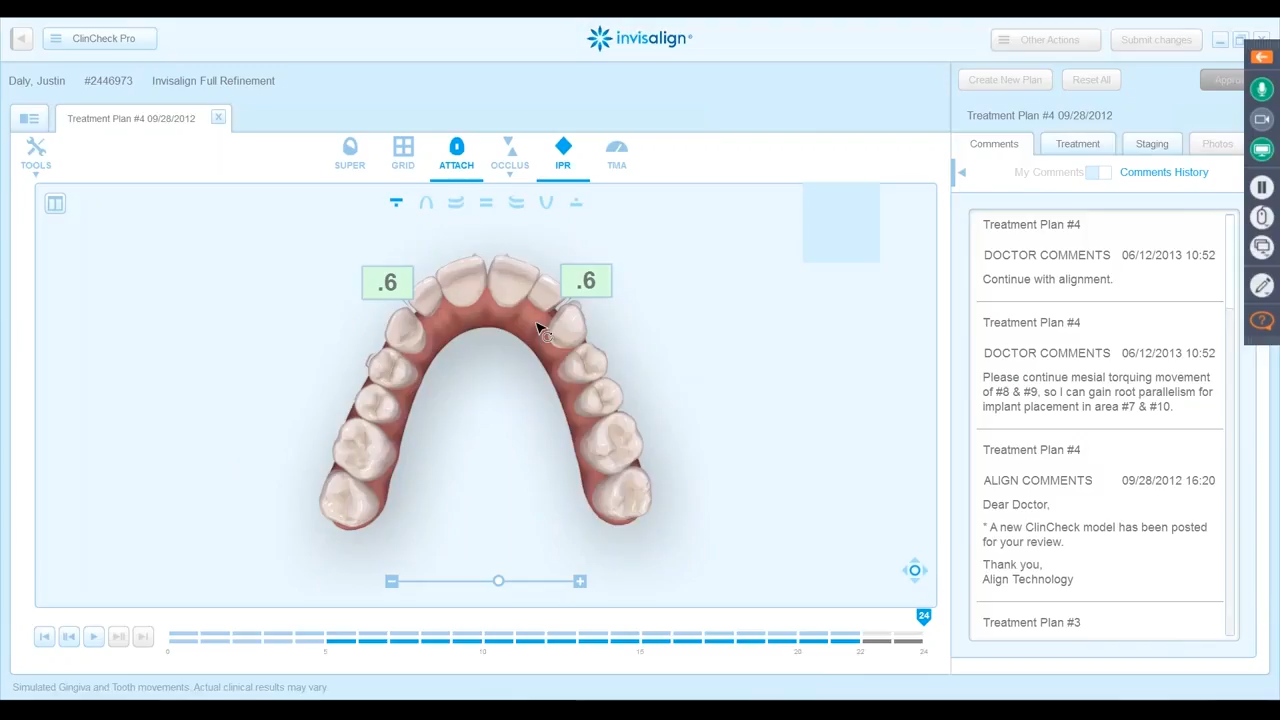 ClinCheck Pro
invisalign®
Other Actions
Submit changes
Daly, Justin #2446973 Invisalign Full Refinement
Create New Plan
Reset All
Treatment Plan #4 09/28/2012
X
Treatment Plan #4 09/28/2012
TOOLS
SUPER
GRID
ATTACH
OCCLUS
IPR
TMA
Comments
Treatment
Staging
Photos
My Comments
Comments History
.6
.6
Treatment Plan #4
DOCTOR COMMENTS 06/12/2013 10:52
Continue with alignment.
Treatment Plan #4
DOCTOR COMMENTS 06/12/2013 10:52
Please continue mesial torquing movement
of #8 & #9, so I can gain root parallelism for
implant placement in area #7 & #10.
Treatment Plan #4
ALIGN COMMENTS 09/28/2012 16:20
Dear Doctor,
* A new ClinCheck model has been posted
for your review.
Thank you,
Align Technology
Treatment Plan #3
24
0 5 10 15 20 22 24
Simulated Gingiva and Tooth movements. Actual clinical results may vary